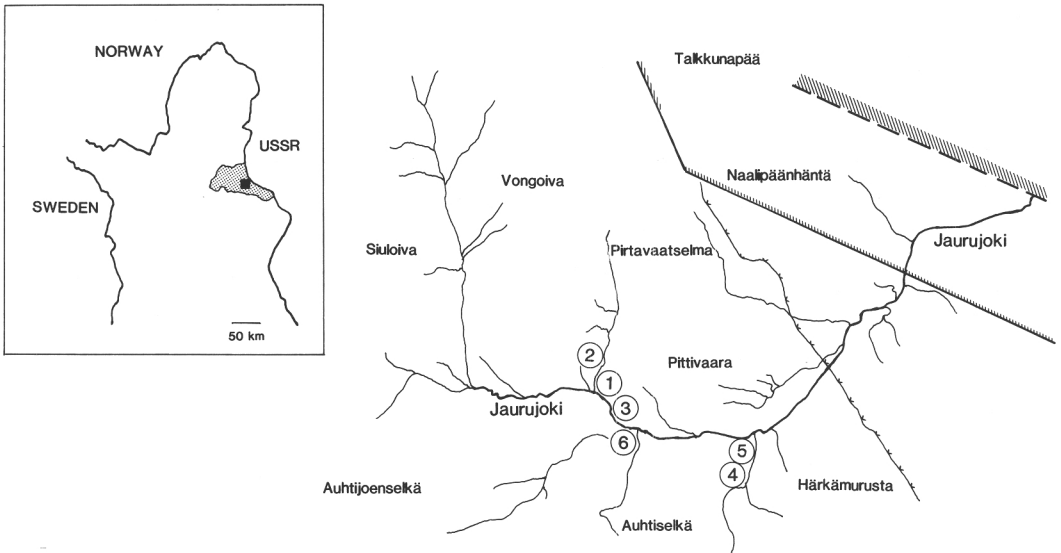 NORWAY
USSR
SWEDEN
50 km
Talkkunapää
Naalipäänhäntä
Vongoiva
Jaurujoki
Siuloiva
Pirtavaatselma
2
Pittivaara
1
Jaurujoki
3
6
5
4
Auhtijoenselkä
Härkämurusta
Auhtiselkä